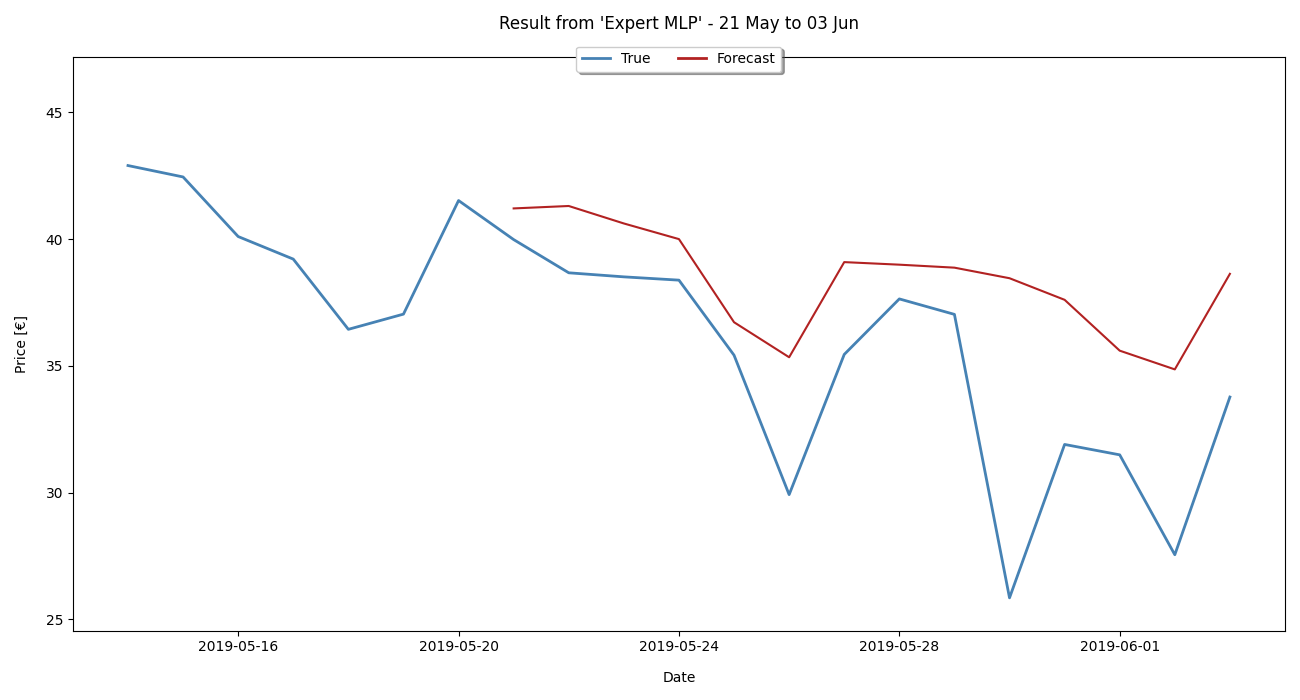 Result from 'Expert MLP' - 21 May to 03 Jun
True Forecast
45
40
35
30
25
Price [€]
2019-05-16 2019-05-20 2019-05-24 2019-05-28 2019-06-01
Date